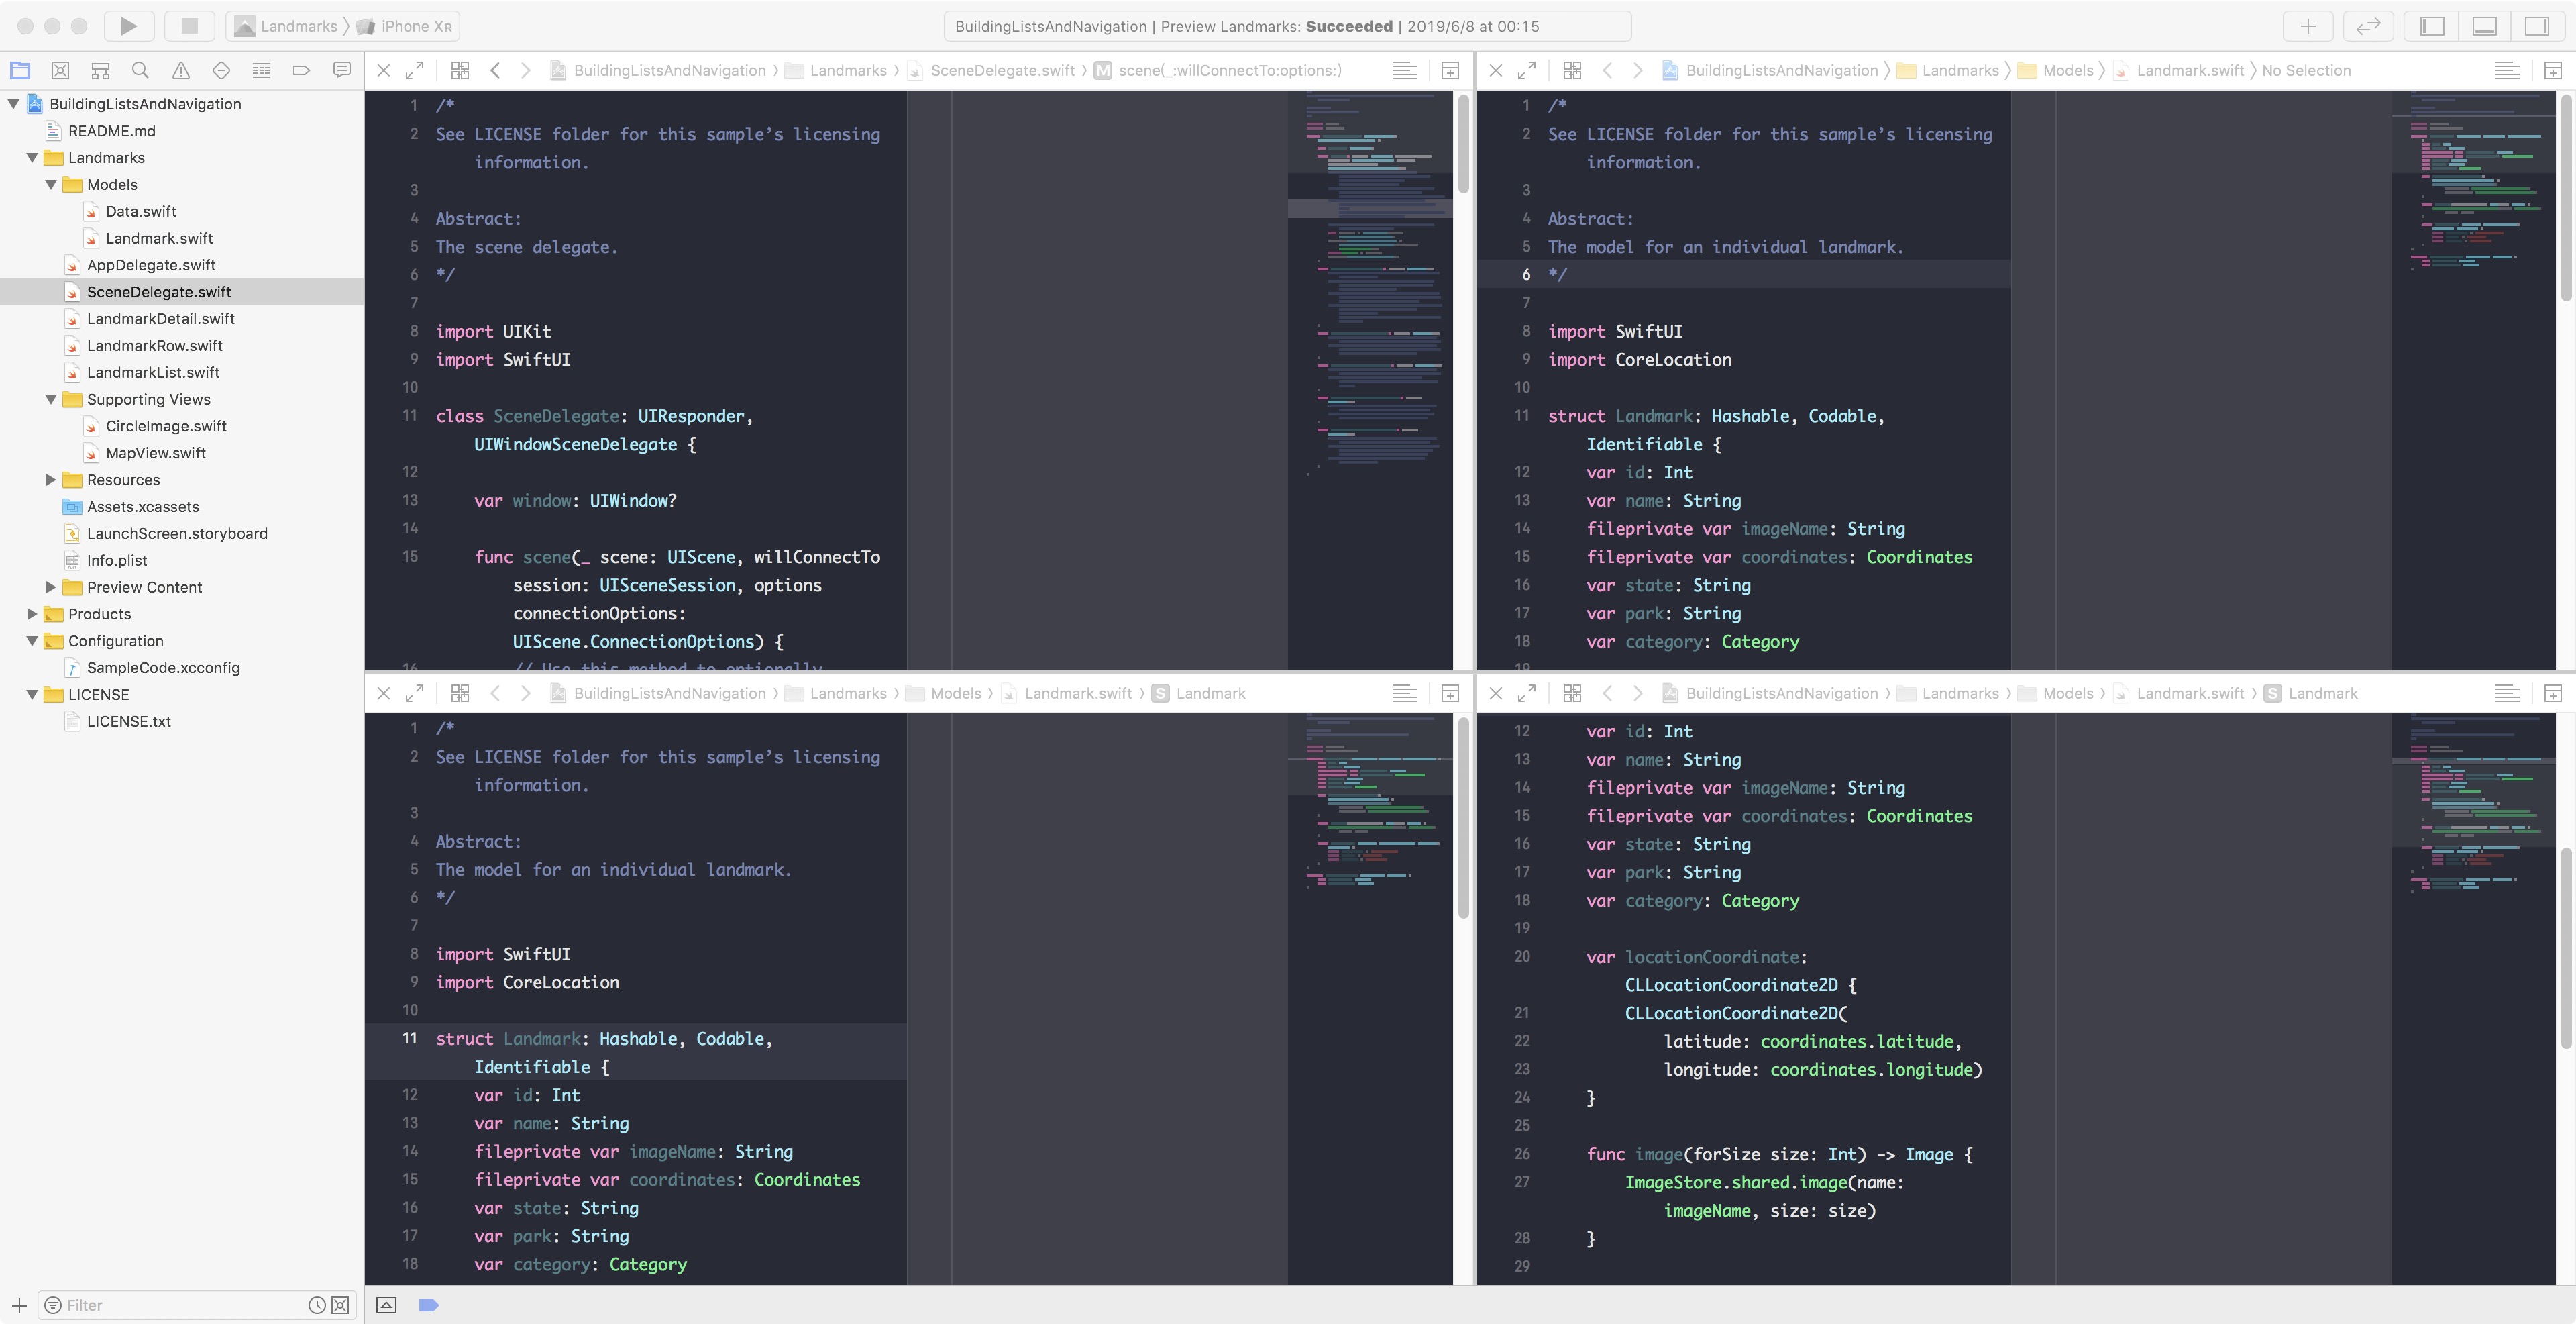 Landmarks 〉 iPhone Xʀ
BuildingListsAndNavigation | Preview Landmarks: Succeeded | 2019/6/8 at 00:15
BuildingListsAndNavigation
README.md
Landmarks
Models
Data.swift
Landmark.swift
AppDelegate.swift
SceneDelegate.swift
LandmarkDetail.swift
LandmarkRow.swift
LandmarkList.swift
Supporting Views
CircleImage.swift
MapView.swift
Resources
Assets.xcassets
LaunchScreen.storyboard
Info.plist
Preview Content
Products
Configuration
SampleCode.xcconfig
LICENSE
LICENSE.txt
Filter
BuildingListsAndNavigation 〉 Landmarks 〉 SceneDelegate.swift 〉 M scene(_:willConnectTo:options:)
1 /*
2 See LICENSE folder for this sample’s licensing
information.
3
4 Abstract:
5 The scene delegate.
6 */
7
8 import UIKit
9 import SwiftUI
10
11 class SceneDelegate: UIResponder,
UIWindowSceneDelegate {
12
13 var window: UIWindow?
14
15 func scene(_ scene: UIScene, willConnectTo
session: UISceneSession, options
connectionOptions:
UIScene.ConnectionOptions) {
16 // Use this method to optionally
BuildingListsAndNavigation 〉 Landmarks 〉 Models 〉 Landmark.swift 〉 No Selection
1 /*
2 See LICENSE folder for this sample’s licensing
information.
3
4 Abstract:
5 The model for an individual landmark.
6 */
7
8 import SwiftUI
9 import CoreLocation
10
11 struct Landmark: Hashable, Codable,
Identifiable {
12 var id: Int
13 var name: String
14 fileprivate var imageName: String
15 fileprivate var coordinates: Coordinates
16 var state: String
17 var park: String
18 var category: Category
19
BuildingListsAndNavigation 〉 Landmarks 〉 Models 〉 Landmark.swift 〉 S Landmark
1 /*
2 See LICENSE folder for this sample’s licensing
information.
3
4 Abstract:
5 The model for an individual landmark.
6 */
7
8 import SwiftUI
9 import CoreLocation
10
11 struct Landmark: Hashable, Codable,
Identifiable {
12 var id: Int
13 var name: String
14 fileprivate var imageName: String
15 fileprivate var coordinates: Coordinates
16 var state: String
17 var park: String
18 var category: Category
BuildingListsAndNavigation 〉 Landmarks 〉 Models 〉 Landmark.swift 〉 S Landmark
12 var id: Int
13 var name: String
14 fileprivate var imageName: String
15 fileprivate var coordinates: Coordinates
16 var state: String
17 var park: String
18 var category: Category
19
20 var locationCoordinate:
CLLocationCoordinate2D {
21 CLLocationCoordinate2D(
22 latitude: coordinates.latitude,
23 longitude: coordinates.longitude)
24 }
25
26 func image(forSize size: Int) -> Image {
27 ImageStore.shared.image(name:
imageName, size: size)
28 }
29